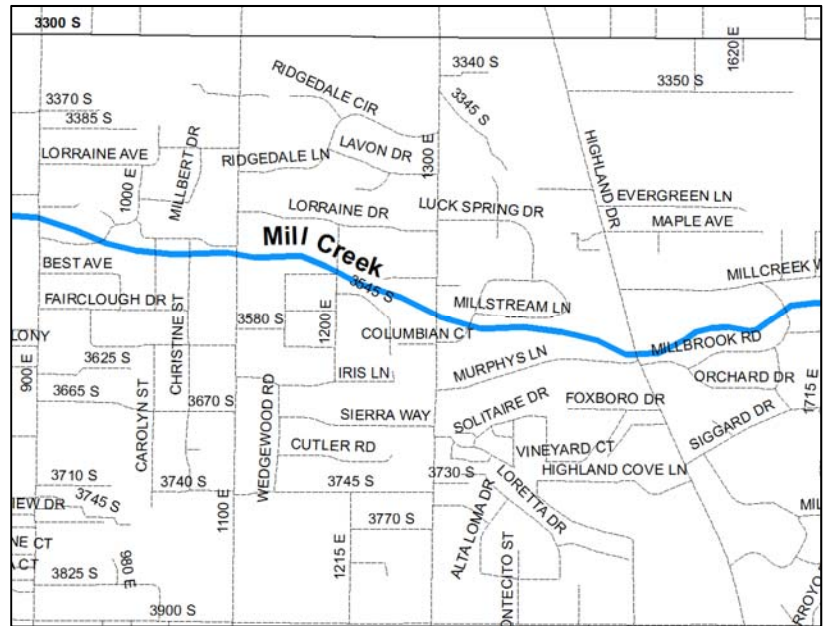 3300 S
3340 S
1620 E
RIDGEDALE CIR
3350 S
3370 S
3345 S
3385 S
MILLBERT DR
HIGHLAND DR
LAVON DR
LORRAINE AVE
RIDGEDALE LN
1300 E
1000 E
EVERGREEN LN
LORRAINE DR
LUCK SPRING DR
MAPLE AVE
Mill Creek
BEST AVE
MILLCREEK W
3545 S
FAIRCLOUGH DR
MILLSTREAM LN
CHRISTINE ST
3580 S
1200 E
COLUMBIAN CT
LONY
MILLBROOK RD
3625 S
900 E
MURPHYS LN
IRIS LN
ORCHARD DR
3665 S
1715 E
CAROLYN ST
3670 S
WEDGEWOOD RD
SIERRA WAY
SOLITAIRE DR
FOXBORO DR
SIGGARD DR
CUTLER RD
VINEYARD CT
3710 S
3740 S
3745 S
3730 S
HIGHLAND COVE LN
LORETTA DR
IEW DR
3745 S
1100 E
ALTA LOMA DR
MIL
3770 S
NE CT
A CT
980 E
1215 E
3825 S
NTECITO ST
RROYO
3900 S